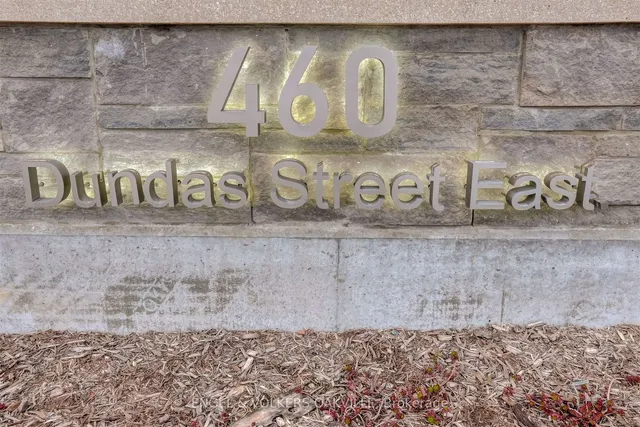 460
Dundas Street East
ENGEL & VOLKERS OAKVILLE, Brokerage